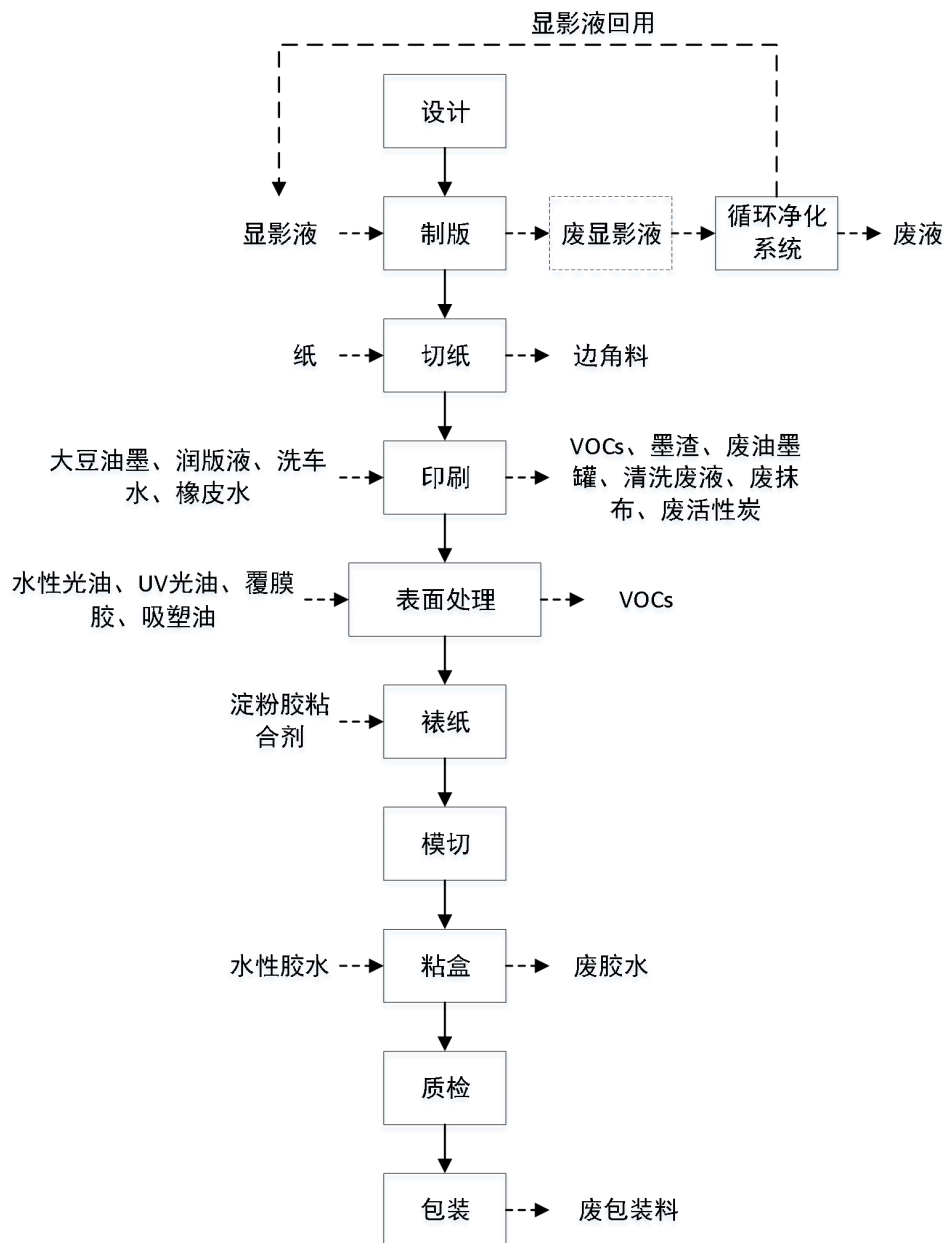 显影液回用
设计
显影液
制版
废显影液
循环净化
系统
废液
纸
切纸
边角料
大豆油墨、润版液、洗车
水、橡皮水
印刷
VOCs、墨渣、废油墨
罐、清洗废液、废抹
布、废活性炭
水性光油、UV光油、覆膜
胶、吸塑油
表面处理
VOCs
淀粉胶粘
合剂
裱纸
模切
水性胶水
粘盒
废胶水
质检
包装
废包装料